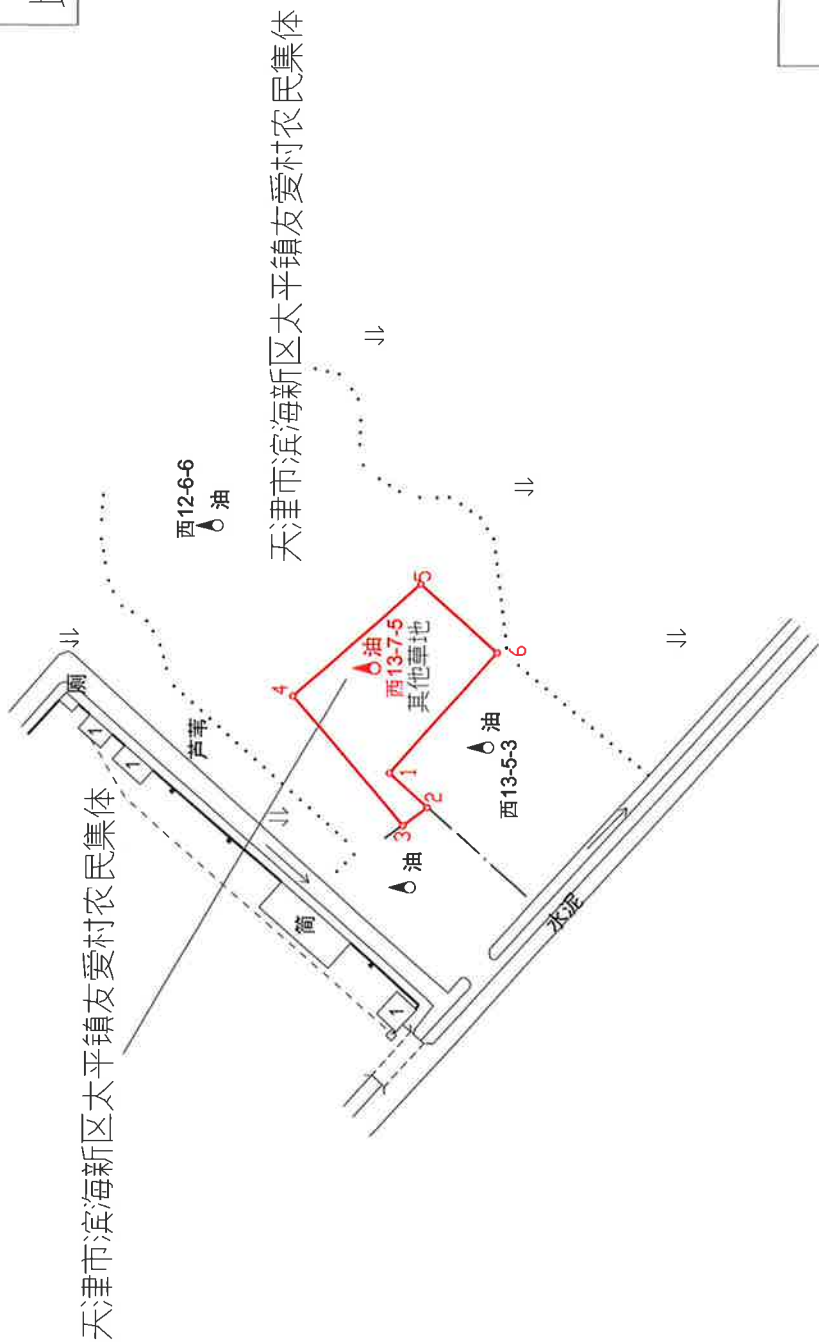 天津市滨海新区太平镇友爱村农民集体
天津市滨海新区太平镇友爱村农民集体
厕
1
1
芦苇
简
1
西12-6-6
油
4
5
油
西13-7-5
其他草地
6
1
2
3
油
西13-5-3
油
水泥